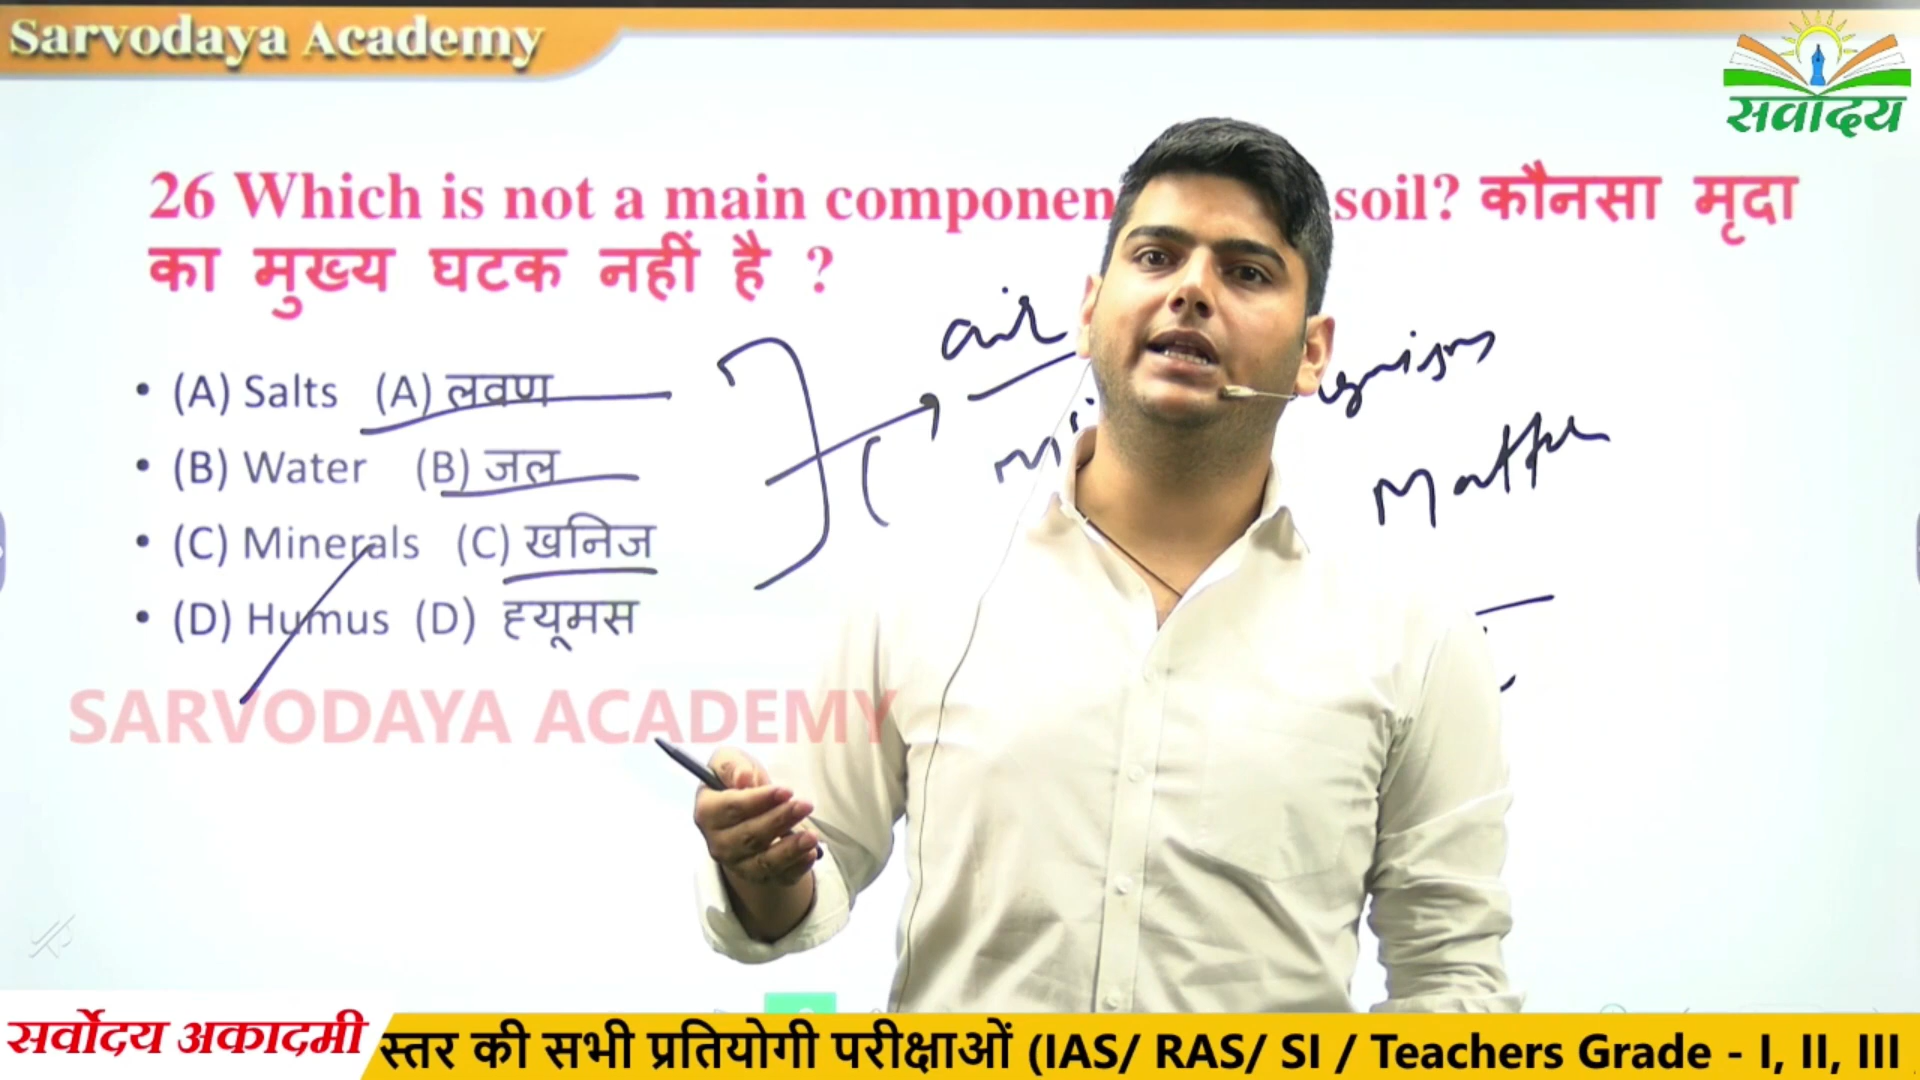 Sarvodaya Academy
सर्वोदय
26 Which is not a main componen soil? कौनसा मृदा
का मुख्य घटक नहीं है ?
air
• (A) Salts (A) लवण
Matter
• (B) Water (B) जल
• (C) Minerals (C) खनिज
• (D) Humus (D) ह्यूमस
SARVODAYA ACADEMY
सर्वोदय अकादमी
स्तर की सभी प्रतियोगी परीक्षाओं (IAS/ RAS/ SI / Teachers Grade - I, II, III